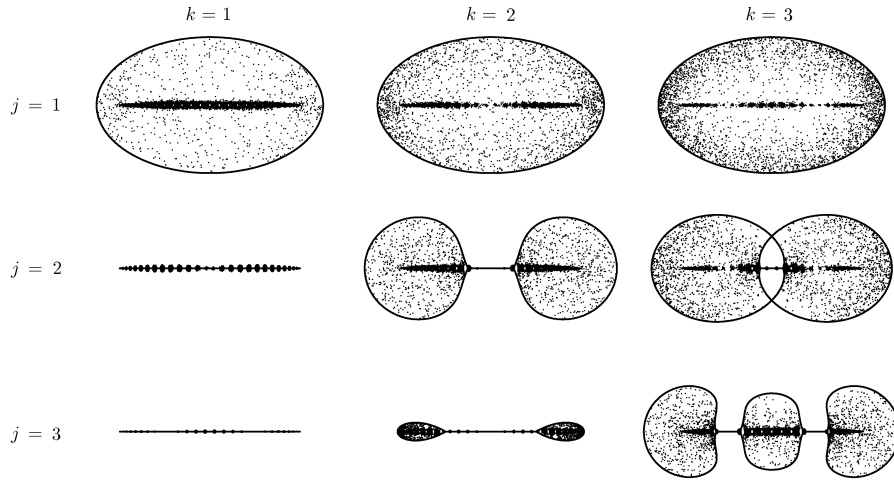 k = 1
k = 2
k = 3
j = 1
j = 2
j = 3